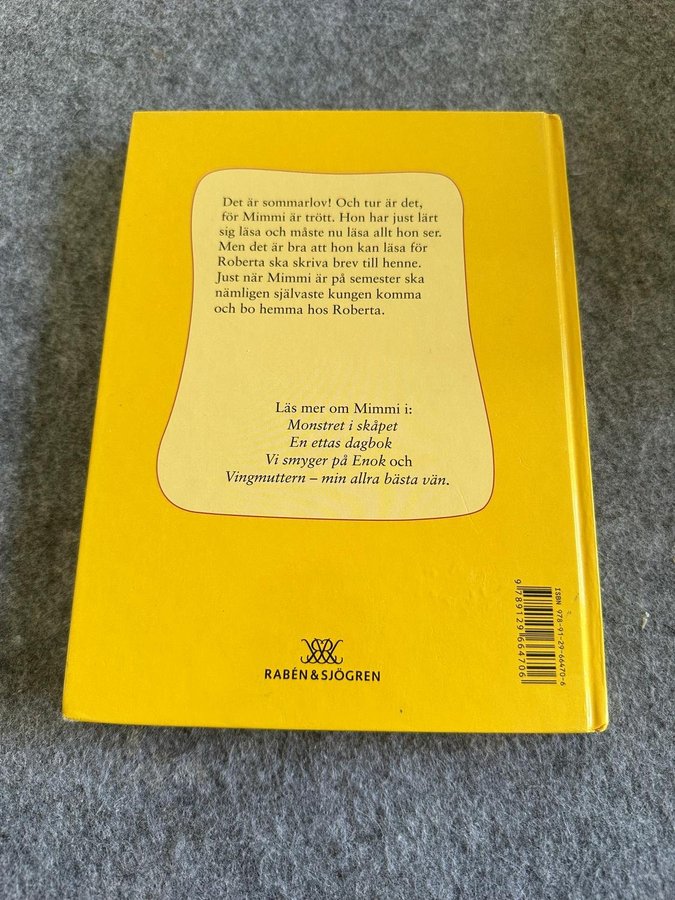 Det är sommarlov! Och tur är det,
för Mimmi är trött. Hon har just lärt
sig läsa och måste nu läsa allt hon ser.
Men det är bra att hon kan läsa för
Roberta ska skriva brev till henne.
Just när Mimmi är på semester ska
nämligen självaste kungen komma
och bo hemma hos Roberta.
Läs mer om Mimmi i:
Monstret i skåpet
En ettas dagbok
Vi smyger på Enok och
Vingmuttern – min allra bästa vän.
ISBN 978-91-29-66470-6
9789129664706
RABÉN & SJÖGREN